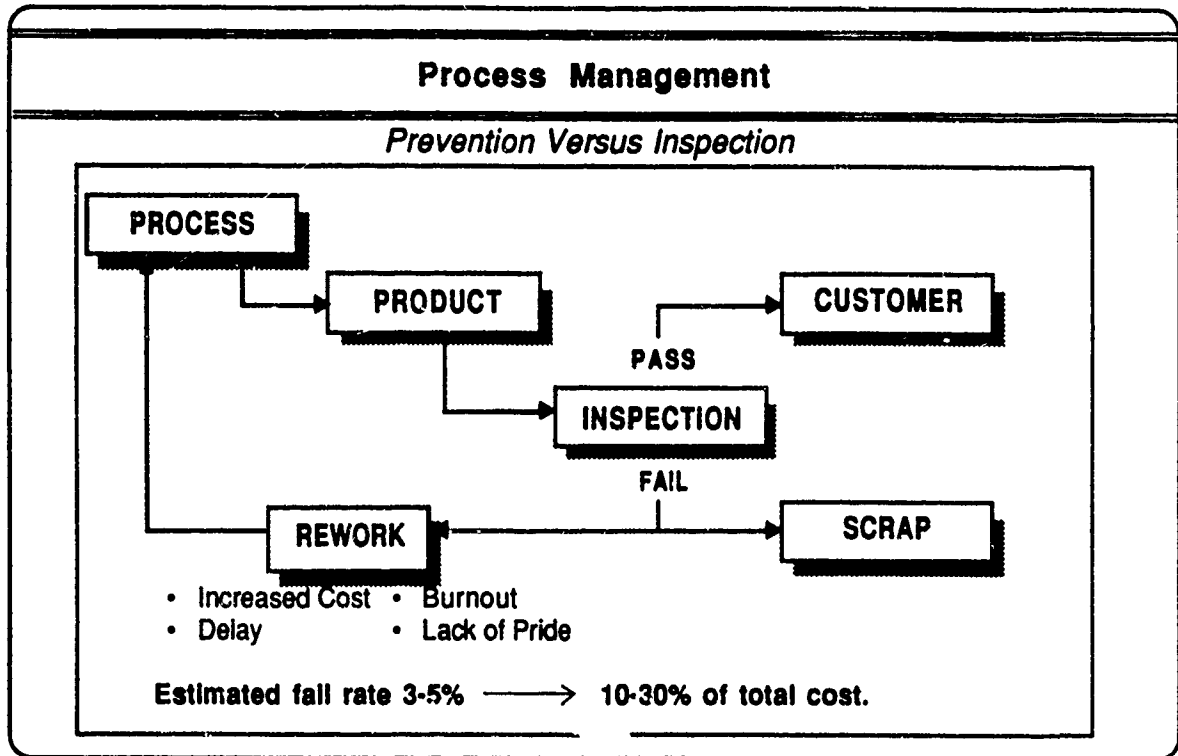 Process Management
Prevention Versus Inspection
PROCESS
PRODUCT
CUSTOMER
PASS
INSPECTION
FAIL
REWORK
SCRAP
• Increased Cost • Burnout
• Delay • Lack of Pride
Estimated fail rate 3-5% → 10-30% of total cost.